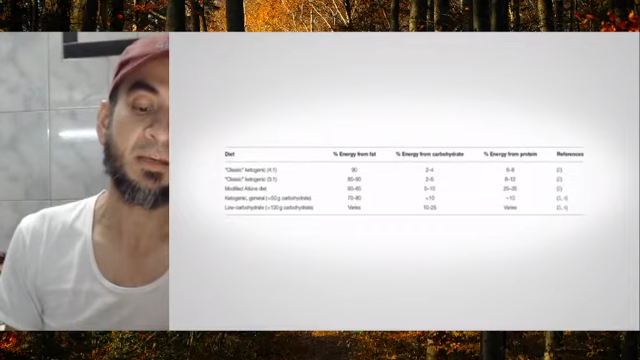 Diet % Energy from fat % Energy from carbohydrate % Energy from protein References
"Classic" ketogenic (4:1) 90 2–4 6–8 (2)
"Classic" ketogenic (3:1) 85–90 2–5 8–12 (2)
Modified Atkins diet 60–65 5–10 25–35 (2)
Ketogenic, general (<50 g carbohydrate) 70–80 <10 (3, 4)
Low-carbohydrate (<130 g carbohydrate) Varies 10–25 Varies (3, 4)